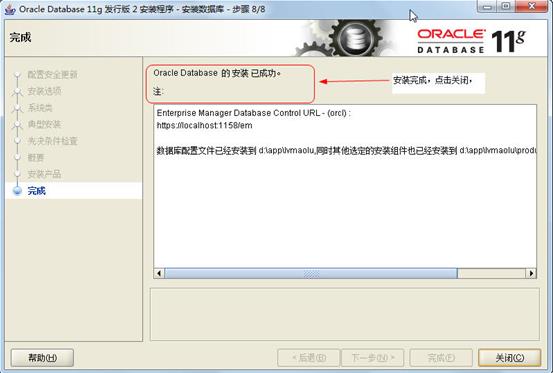 Oracle Database 11g 发行版 2 安装程序 - 安装数据库 - 步骤 8/8
完成
ORACLE
DATABASE 11g
配置安全更新
安装选项
系统类
典型安装
先决条件检查
概要
安装产品
完成
Oracle Database 的 安装 已成功。
注:
安装完成，点击关闭，
Enterprise Manager Database Control URL - (orcl) :
https://localhost:1158/em
数据库配置文件已经安装到 d:\app\lvmaolu,同时其他选定的安装组件也已经安装到 d:\app\lvmaolu\produ
帮助(H)
< 后退(B)
下一步(N) >
完成(F)
关闭(C)